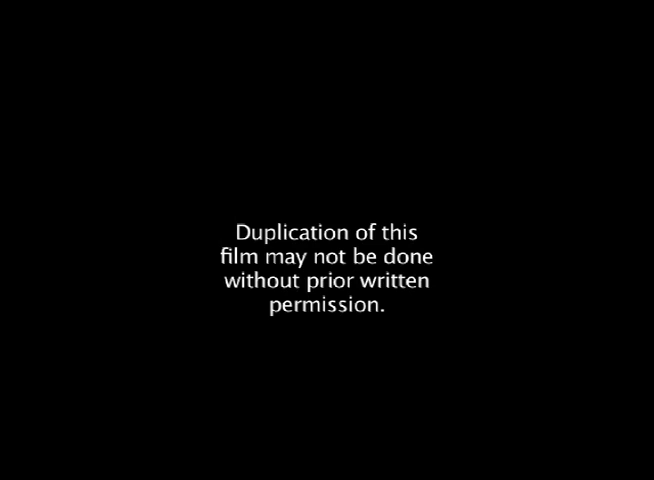 Duplication of this
film may not be done
without prior written
permission.